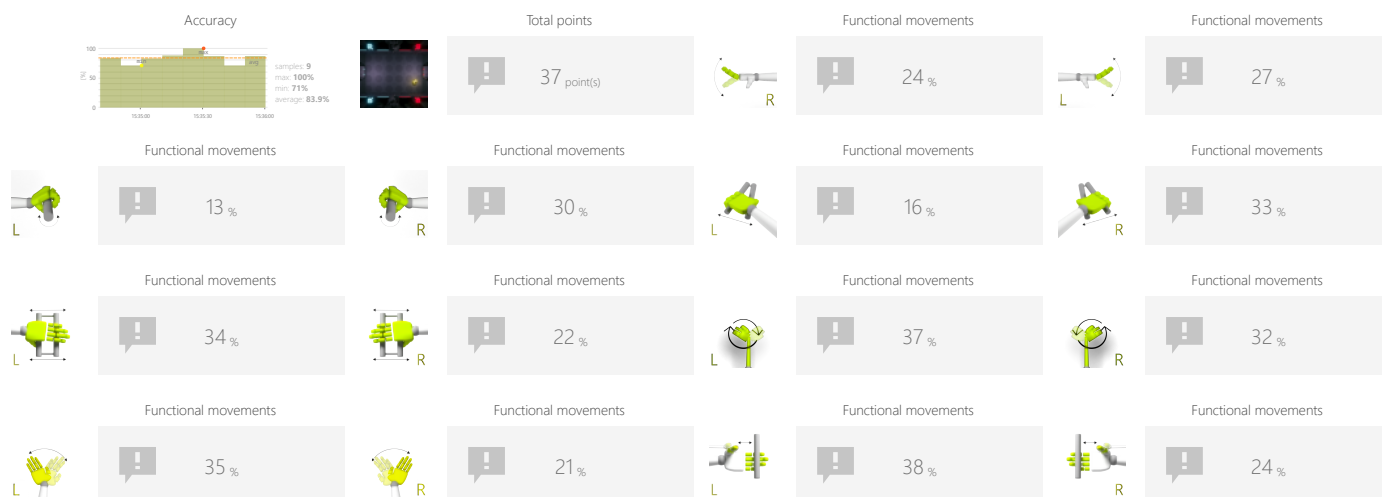 Accuracy
100
50
0
(%)
max
min
avg
15:35:00
15:35:30
15:36:00
samples: 9
max: 100%
min: 71%
average: 83.9%
R
L
Total points
37 point(s)
Functional movements
R
24 %
Functional movements
L
27 %
Functional movements
L
13 %
Functional movements
R
30 %
Functional movements
L
16 %
Functional movements
R
33 %
Functional movements
L
34 %
Functional movements
R
22 %
Functional movements
L
37 %
Functional movements
R
32 %
Functional movements
L
35 %
Functional movements
R
21 %
Functional movements
L
38 %
Functional movements
R
24 %